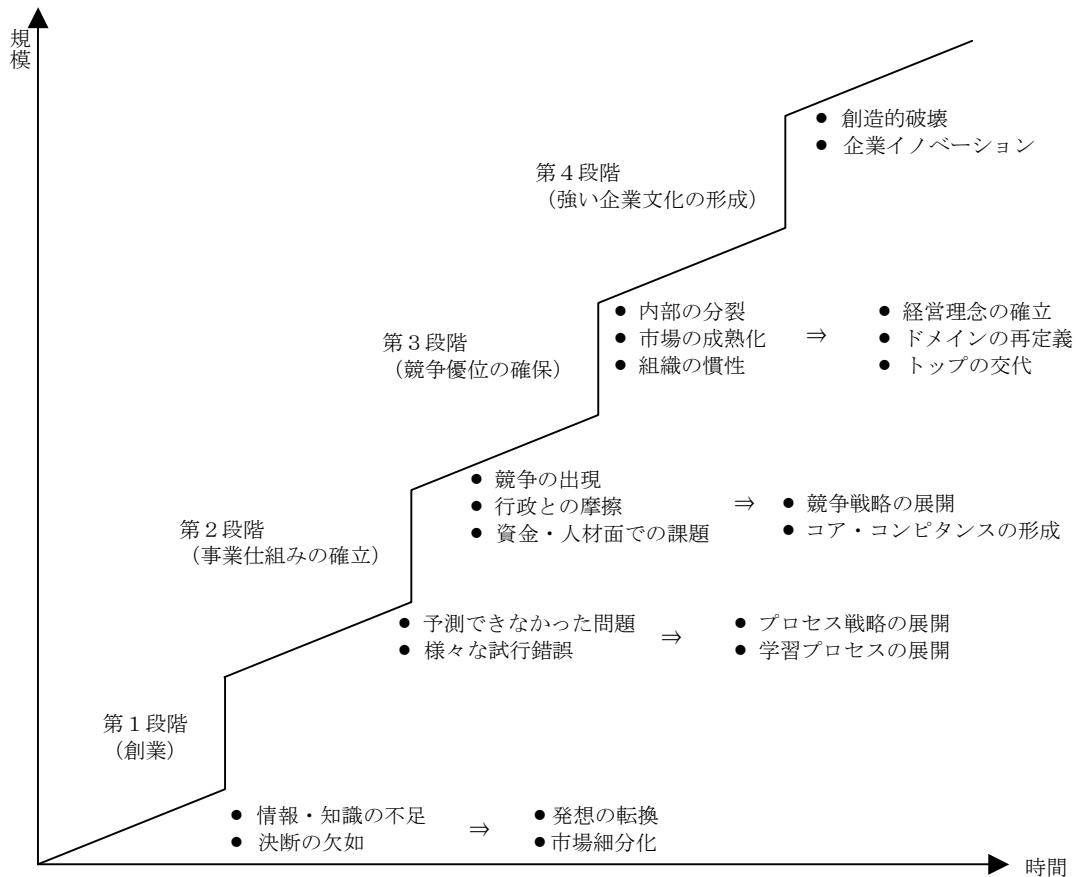 規模
● 創造的破壊
● 企業イノベーション
第４段階
（強い企業文化の形成）
● 内部の分裂
● 市場の成熟化
● 組織の慣性
⇒
● 経営理念の確立
● ドメインの再定義
● トップの交代
第３段階
（競争優位の確保）
● 競争の出現
● 行政との摩擦
● 資金・人材面での課題
⇒
● 競争戦略の展開
● コア・コンピタンスの形成
第２段階
（事業仕組みの確立）
● 予測できなかった問題
● 様々な試行錯誤
⇒
● プロセス戦略の展開
● 学習プロセスの展開
第１段階
（創業）
● 情報・知識の不足
● 決断の欠如
⇒
● 発想の転換
● 市場細分化
時間